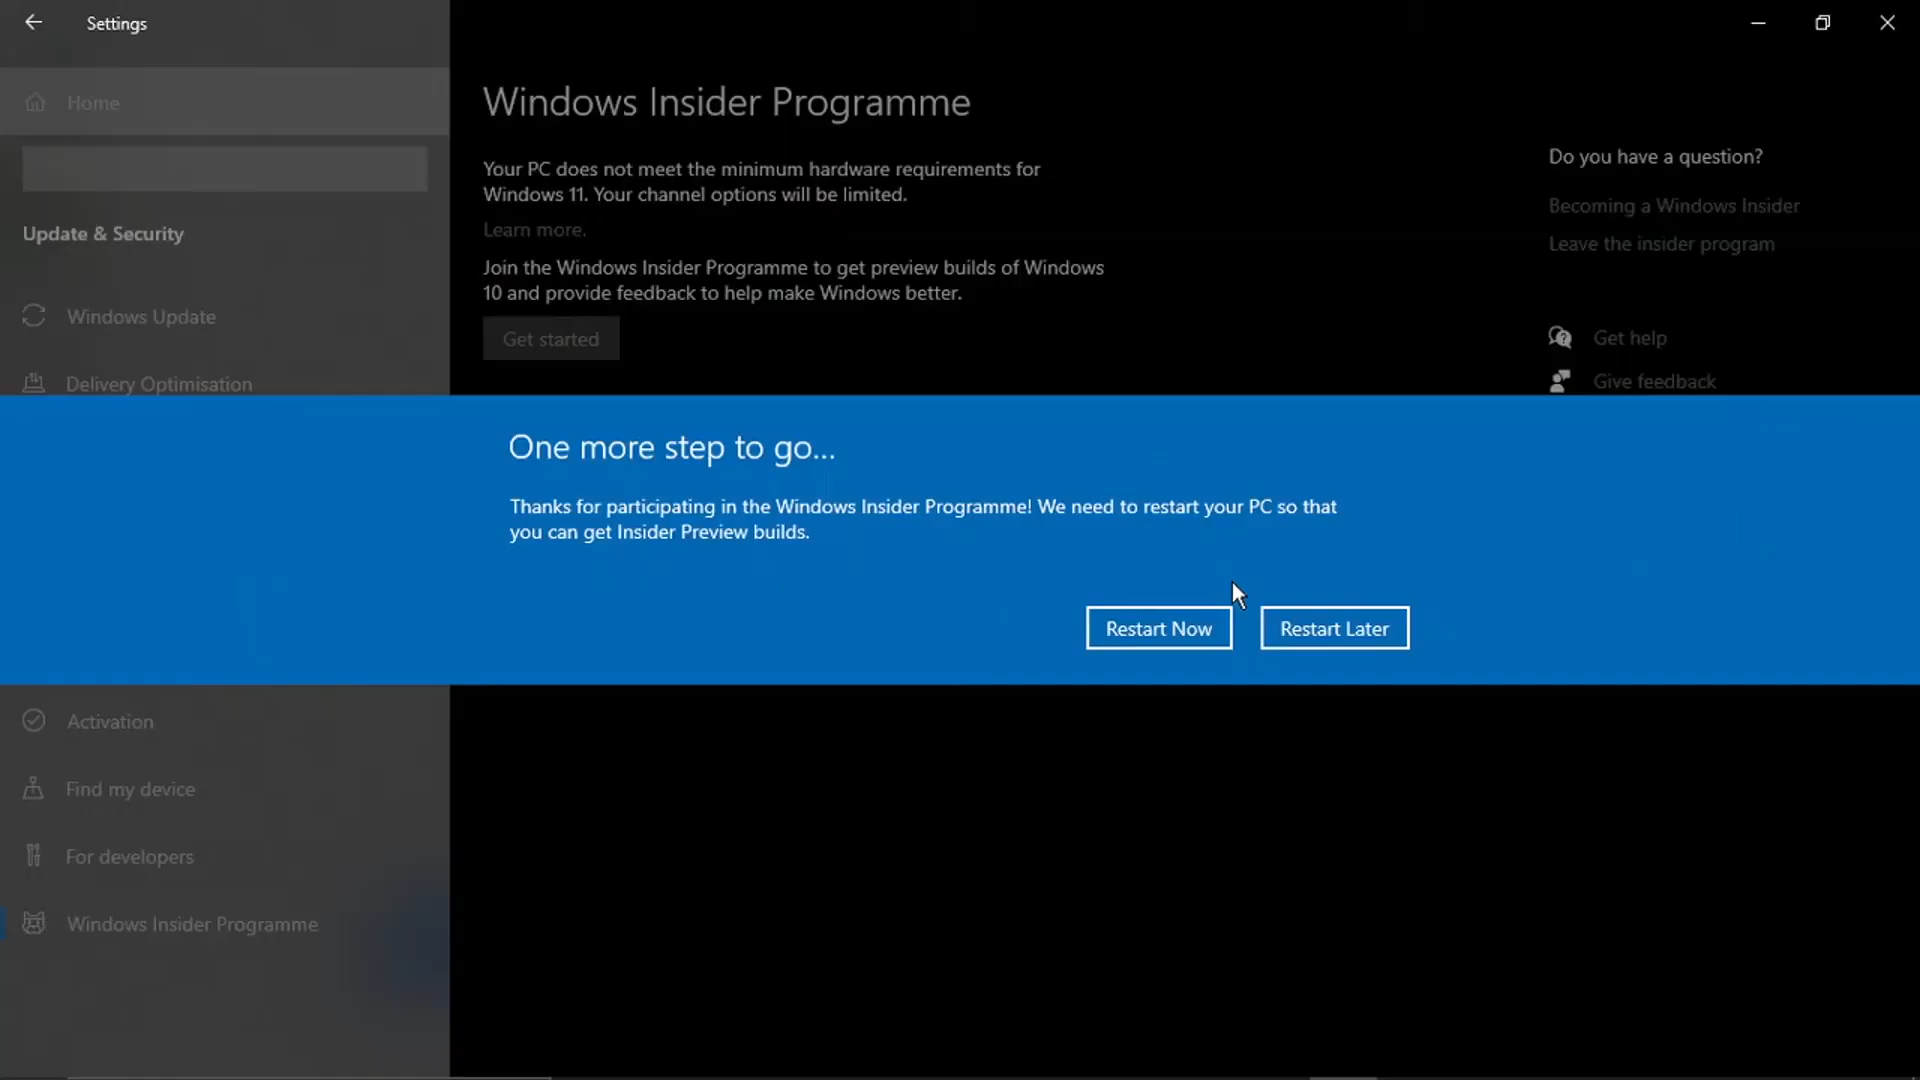 Settings
Home
Update & Security
Windows Update
Delivery Optimisation
Activation
Find my device
For developers
Windows Insider Programme
Windows Insider Programme
Your PC does not meet the minimum hardware requirements for
Windows 11. Your channel options will be limited.
Learn more.
Join the Windows Insider Programme to get preview builds of Windows
10 and provide feedback to help make Windows better.
Get started
Do you have a question?
Becoming a Windows Insider
Leave the insider program
Get help
Give feedback
One more step to go...
Thanks for participating in the Windows Insider Programme! We need to restart your PC so that
you can get Insider Preview builds.
Restart Now
Restart Later